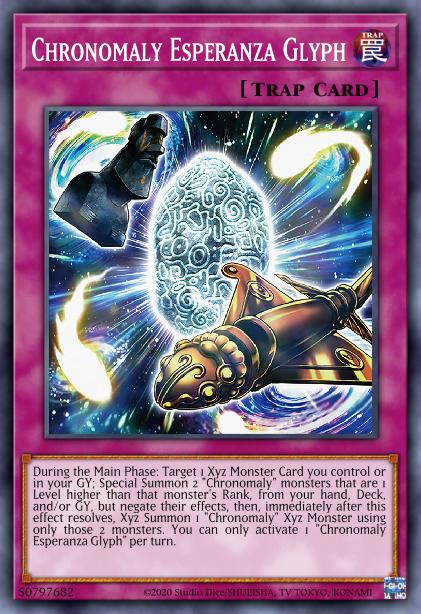 CHRONOMALY ESPERANZA GLYPH
TRAP
罠
[TRAP CARD]
During the Main Phase: Target 1 Xyz Monster Card you control or
in your GY; Special Summon 2 "Chronomaly" monsters that are 1
Level higher than that monster's Rank, from your hand, Deck,
and/or GY, but negate their effects, then, immediately after this
effect resolves, Xyz Summon 1 "Chronomaly" Xyz Monster using
only those 2 monsters. You can only activate 1 "Chronomaly
Esperanza Glyph" per turn.
50797682
©2020 Studio Dice/SHUEISHA, TV TOKYO, KONAMI